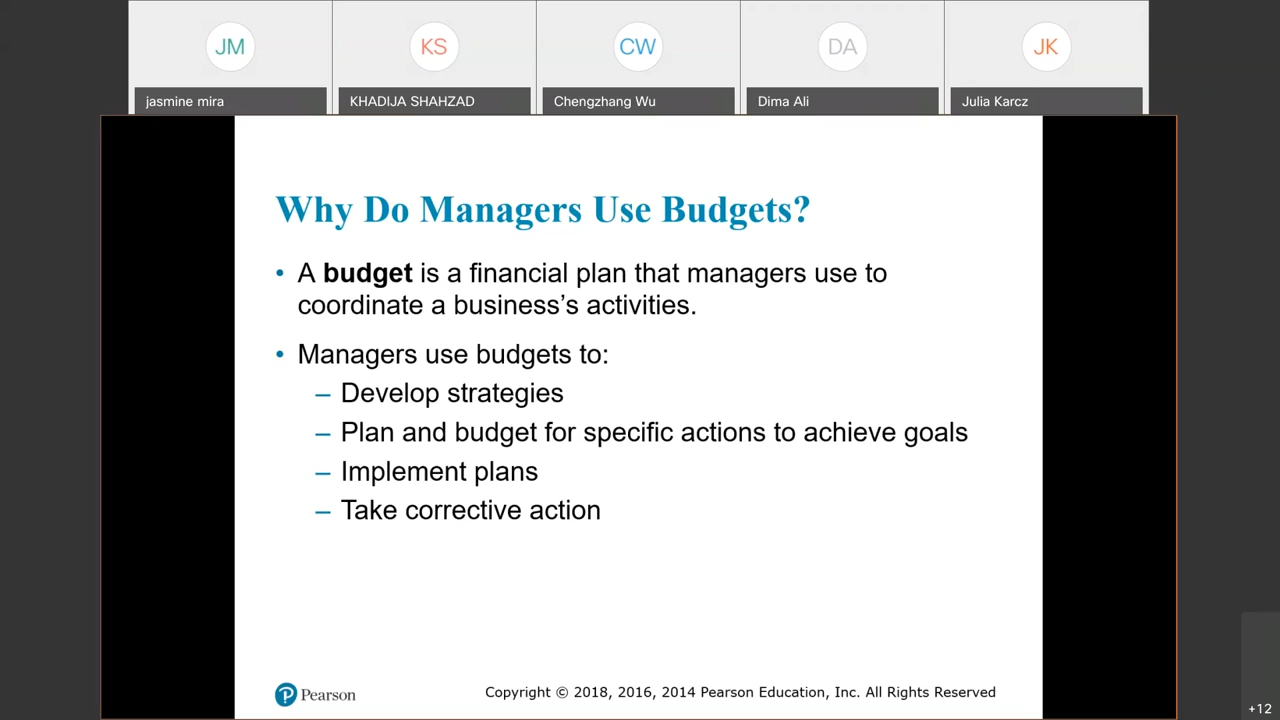 JM
KS
CW
DA
JK
jasmine mira
KHADIJA SHAHZAD
Chengzhang Wu
Dima Ali
Julia Karcz
Why Do Managers Use Budgets?
• A budget is a financial plan that managers use to
coordinate a business’s activities.
• Managers use budgets to:
– Develop strategies
– Plan and budget for specific actions to achieve goals
– Implement plans
– Take corrective action
P Pearson
Copyright © 2018, 2016, 2014 Pearson Education, Inc. All Rights Reserved
+12